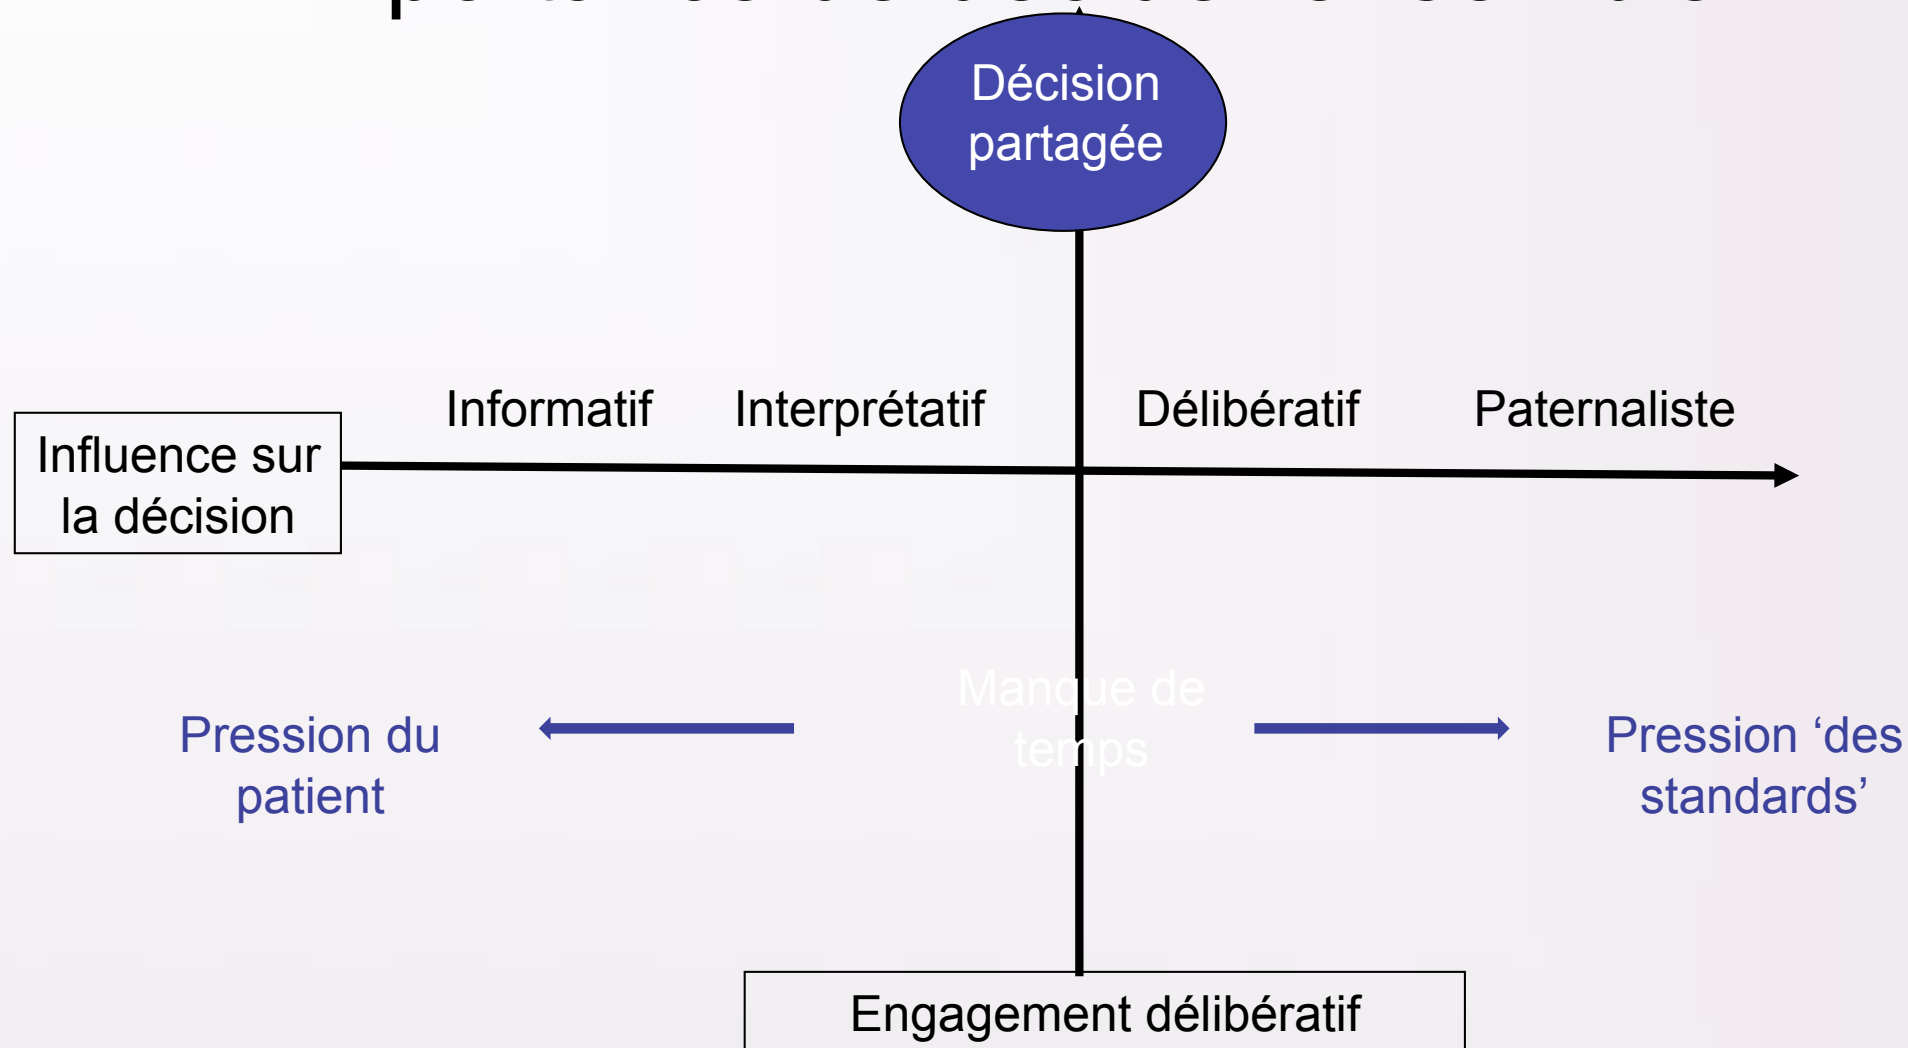 Décision
partagée
Informatif Interprétatif Délibératif Paternaliste
Influence sur
la décision
Manque de
temps
Pression du
patient
Pression ‘des
standards’
Engagement délibératif